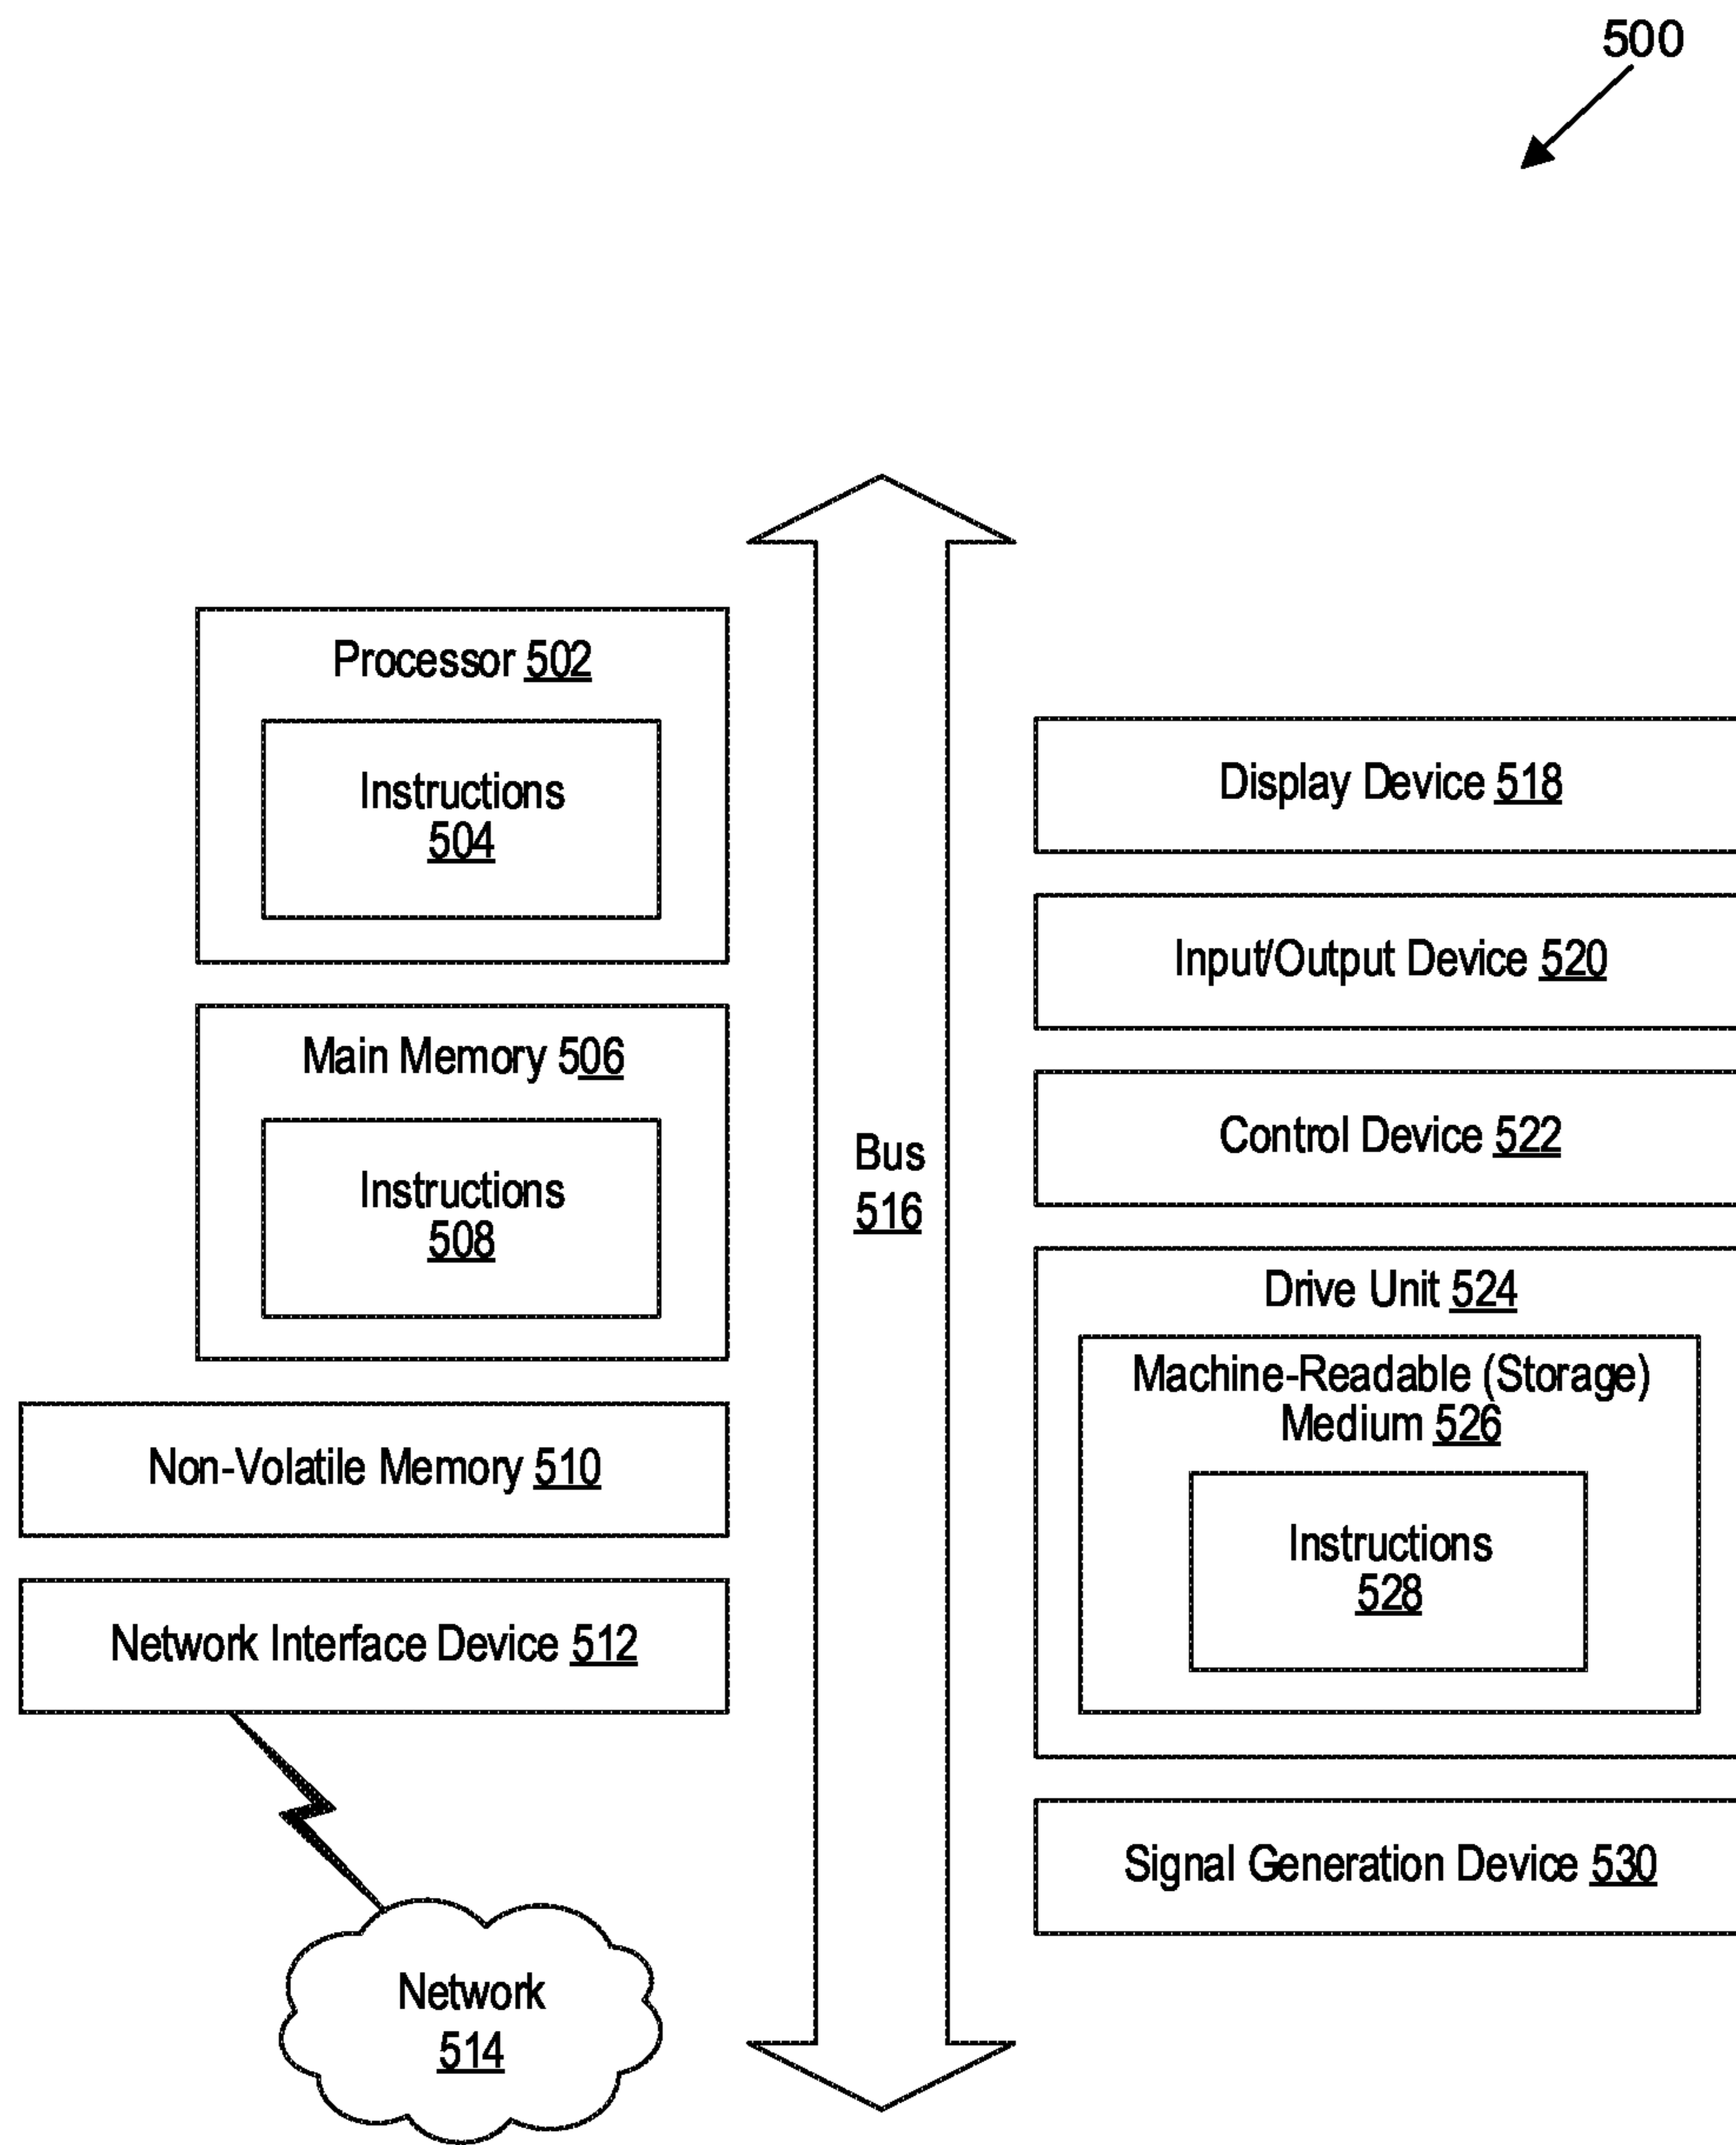 500
Processor 502
Instructions
504
Main Memory 506
Instructions
508
Non-Volatile Memory 510
Network Interface Device 512
Network
514
Bus
516
Display Device 518
Input/Output Device 520
Control Device 522
Drive Unit 524
Machine-Readable (Storage)
Medium 526
Instructions
528
Signal Generation Device 530